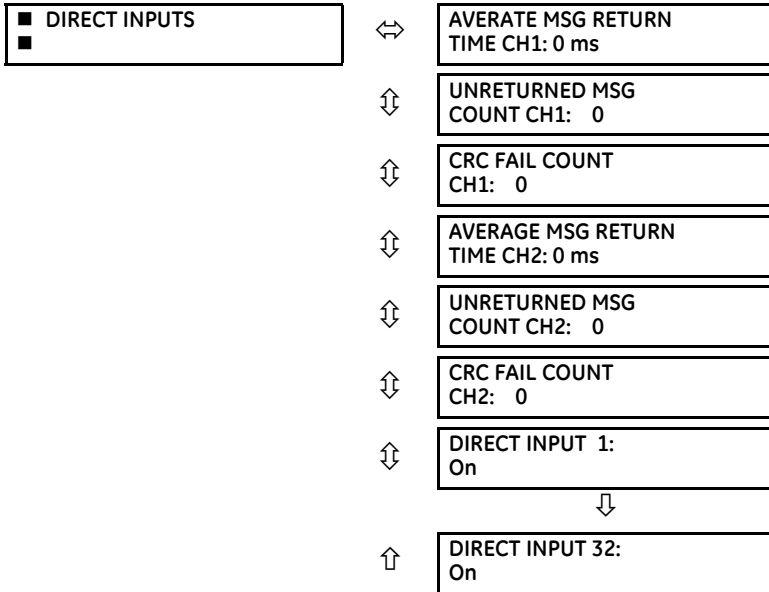 ■ DIRECT INPUTS
■
AVERATE MSG RETURN
TIME CH1: 0 ms
UNRETURNED MSG
COUNT CH1: 0
CRC FAIL COUNT
CH1: 0
AVERAGE MSG RETURN
TIME CH2: 0 ms
UNRETURNED MSG
COUNT CH2: 0
CRC FAIL COUNT
CH2: 0
DIRECT INPUT 1:
On
DIRECT INPUT 32:
On